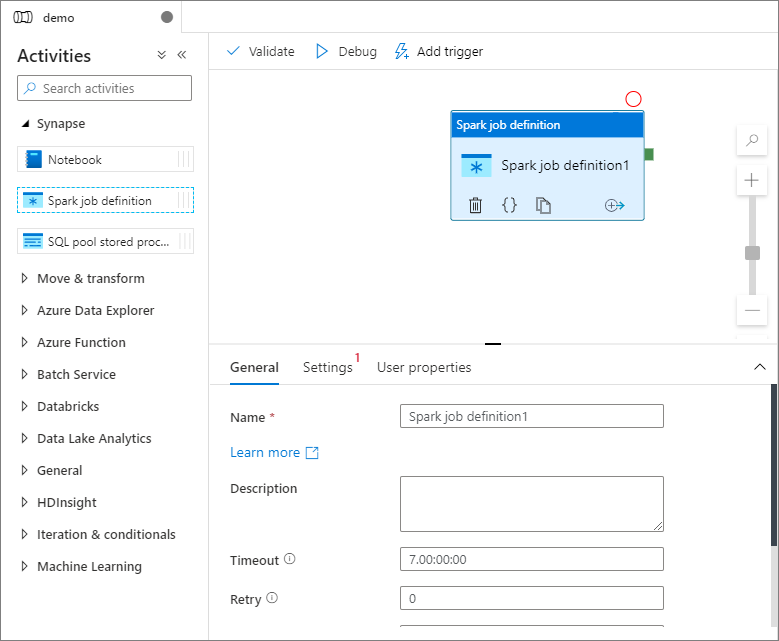 demo
Activities
Search activities
Synapse
Notebook
Spark job definition
SQL pool stored proc...
Move & transform
Azure Data Explorer
Azure Function
Batch Service
Databricks
Data Lake Analytics
General
HDInsight
Iteration & conditionals
Machine Learning
Validate Debug Add trigger
Spark job definition
Spark job definition1
{}
General Settings 1 User properties
Name * Spark job definition1
Learn more
Description
Timeout 7.00:00:00
Retry 0